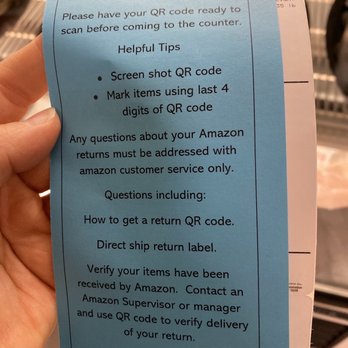 Please have your QR code ready to
scan before coming to the counter.
Helpful Tips
• Screen shot QR code
• Mark items using last 4
digits of QR code
Any questions about your Amazon
returns must be addressed with
amazon customer service only.
Questions including:
How to get a return QR code.
Direct ship return label.
Verify your items have been
received by Amazon. Contact an
Amazon Supervisor or manager
and use QR code to verify delivery
of your return.